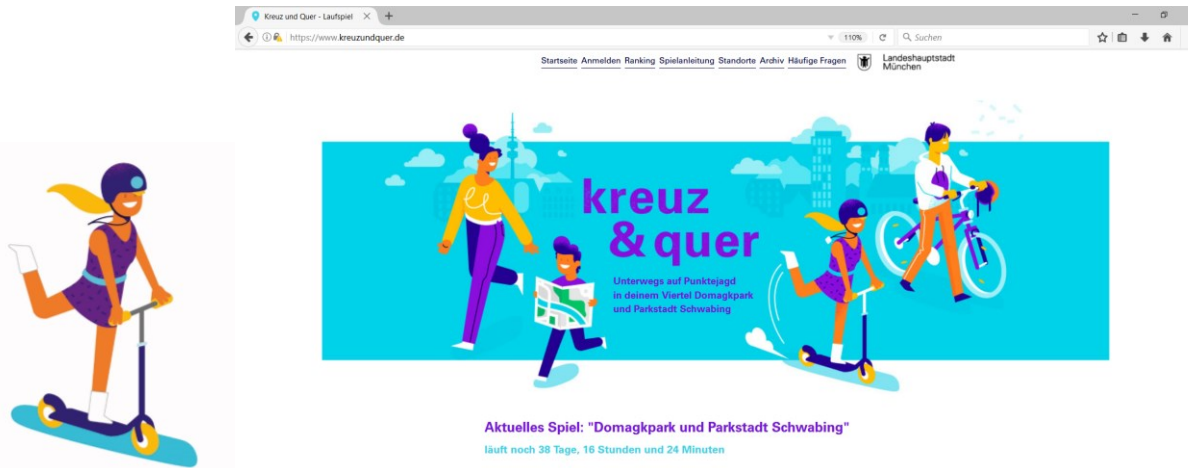 Kreuz und Quer - Laufspiel
https://www.kreuzundquer.de
110%
Suchen
Startseite Anmelden Ranking Spielanleitung Standorte Archiv Häufige Fragen
Landeshauptstadt
München
kreuz
& quer
Unterwegs auf Punktejagd
in deinem Viertel Domagkpark
und Parkstadt Schwabing
Aktuelles Spiel: "Domagkpark und Parkstadt Schwabing"
läuft noch 38 Tage, 16 Stunden und 24 Minuten